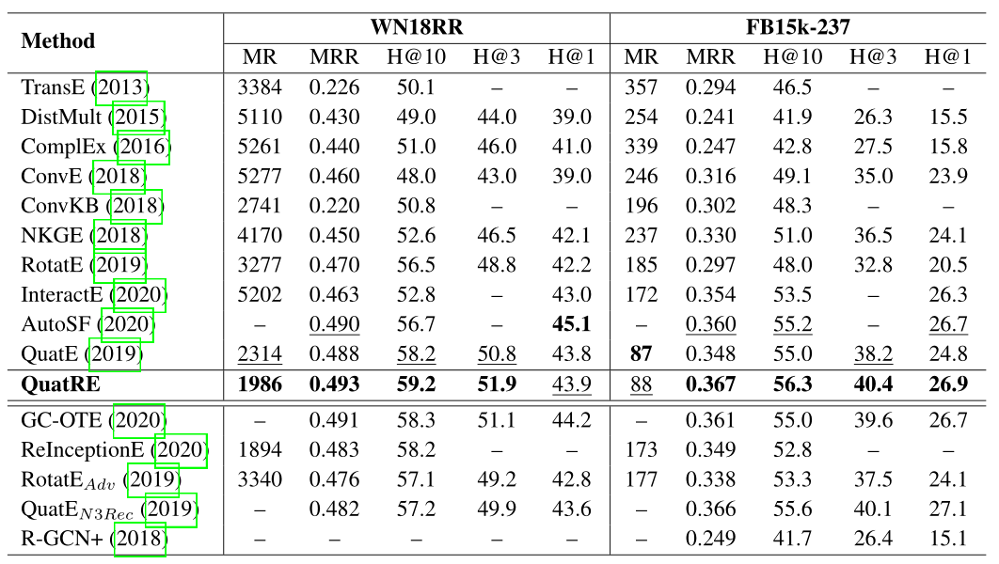 Method WN18RR FB15k-237
MR MRR H@10 H@3 H@1 MR MRR H@10 H@3 H@1
TransE (2013) 3384 0.226 50.1 – – 357 0.294 46.5 – –
DistMult (2015) 5110 0.430 49.0 44.0 39.0 254 0.241 41.9 26.3 15.5
ComplEx (2016) 5261 0.440 51.0 46.0 41.0 339 0.247 42.8 27.5 15.8
ConvE (2018) 5277 0.460 48.0 43.0 39.0 246 0.316 49.1 35.0 23.9
ConvKB (2018) 2741 0.220 50.8 – – 196 0.302 48.3 – –
NKGE (2018) 4170 0.450 52.6 46.5 42.1 237 0.330 51.0 36.5 24.1
RotatE (2019) 3277 0.470 56.5 48.8 42.2 185 0.297 48.0 32.8 20.5
InteractE (2020) 5202 0.463 52.8 – 43.0 172 0.354 53.5 – 26.3
AutoSF (2020) – 0.490 56.7 – 45.1 – 0.360 55.2 – 26.7
QuatE (2019) 2314 0.488 58.2 50.8 43.8 87 0.348 55.0 38.2 24.8
QuatRE 1986 0.493 59.2 51.9 43.9 88 0.367 56.3 40.4 26.9
GC-OTE (2020) – 0.491 58.3 51.1 44.2 – 0.361 55.0 39.6 26.7
ReInceptionE (2020) 1894 0.483 58.2 – – 173 0.349 52.8 – –
RotatE_Adv (2019) 3340 0.476 57.1 49.2 42.8 177 0.338 53.3 37.5 24.1
QuatE_N3Rec (2019) – 0.482 57.2 49.9 43.6 – 0.366 55.6 40.1 27.1
R-GCN+ (2018) – – – – – – 0.249 41.7 26.4 15.1